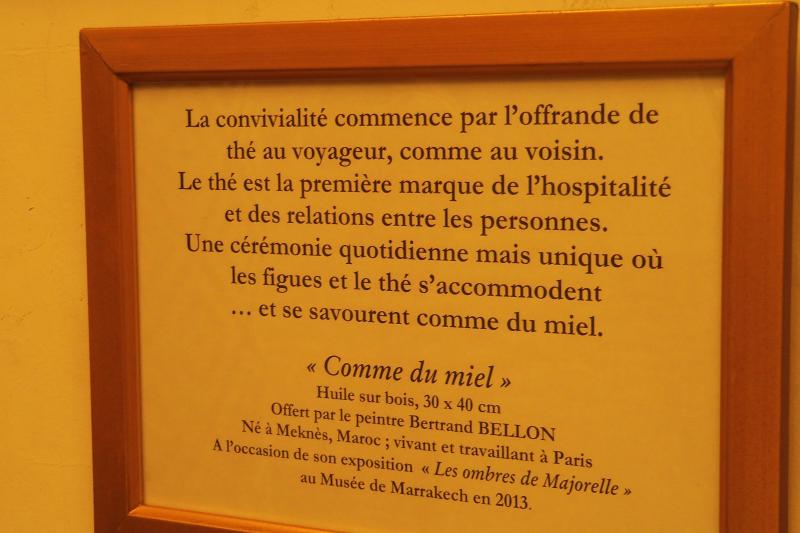 La convivialité commence par l'offrande de
thé au voyageur, comme au voisin.
Le thé est la première marque de l'hospitalité
et des relations entre les personnes.
Une cérémonie quotidienne mais unique où
les figues et le thé s'accommodent
... et se savourent comme du miel.
« Comme du miel »
Huile sur bois, 30 x 40 cm
Offert par le peintre Bertrand BELLON
Né à Meknès, Maroc ; vivant et travaillant à Paris
A l'occasion de son exposition « Les ombres de Majorelle »
au Musée de Marrakech en 2013.